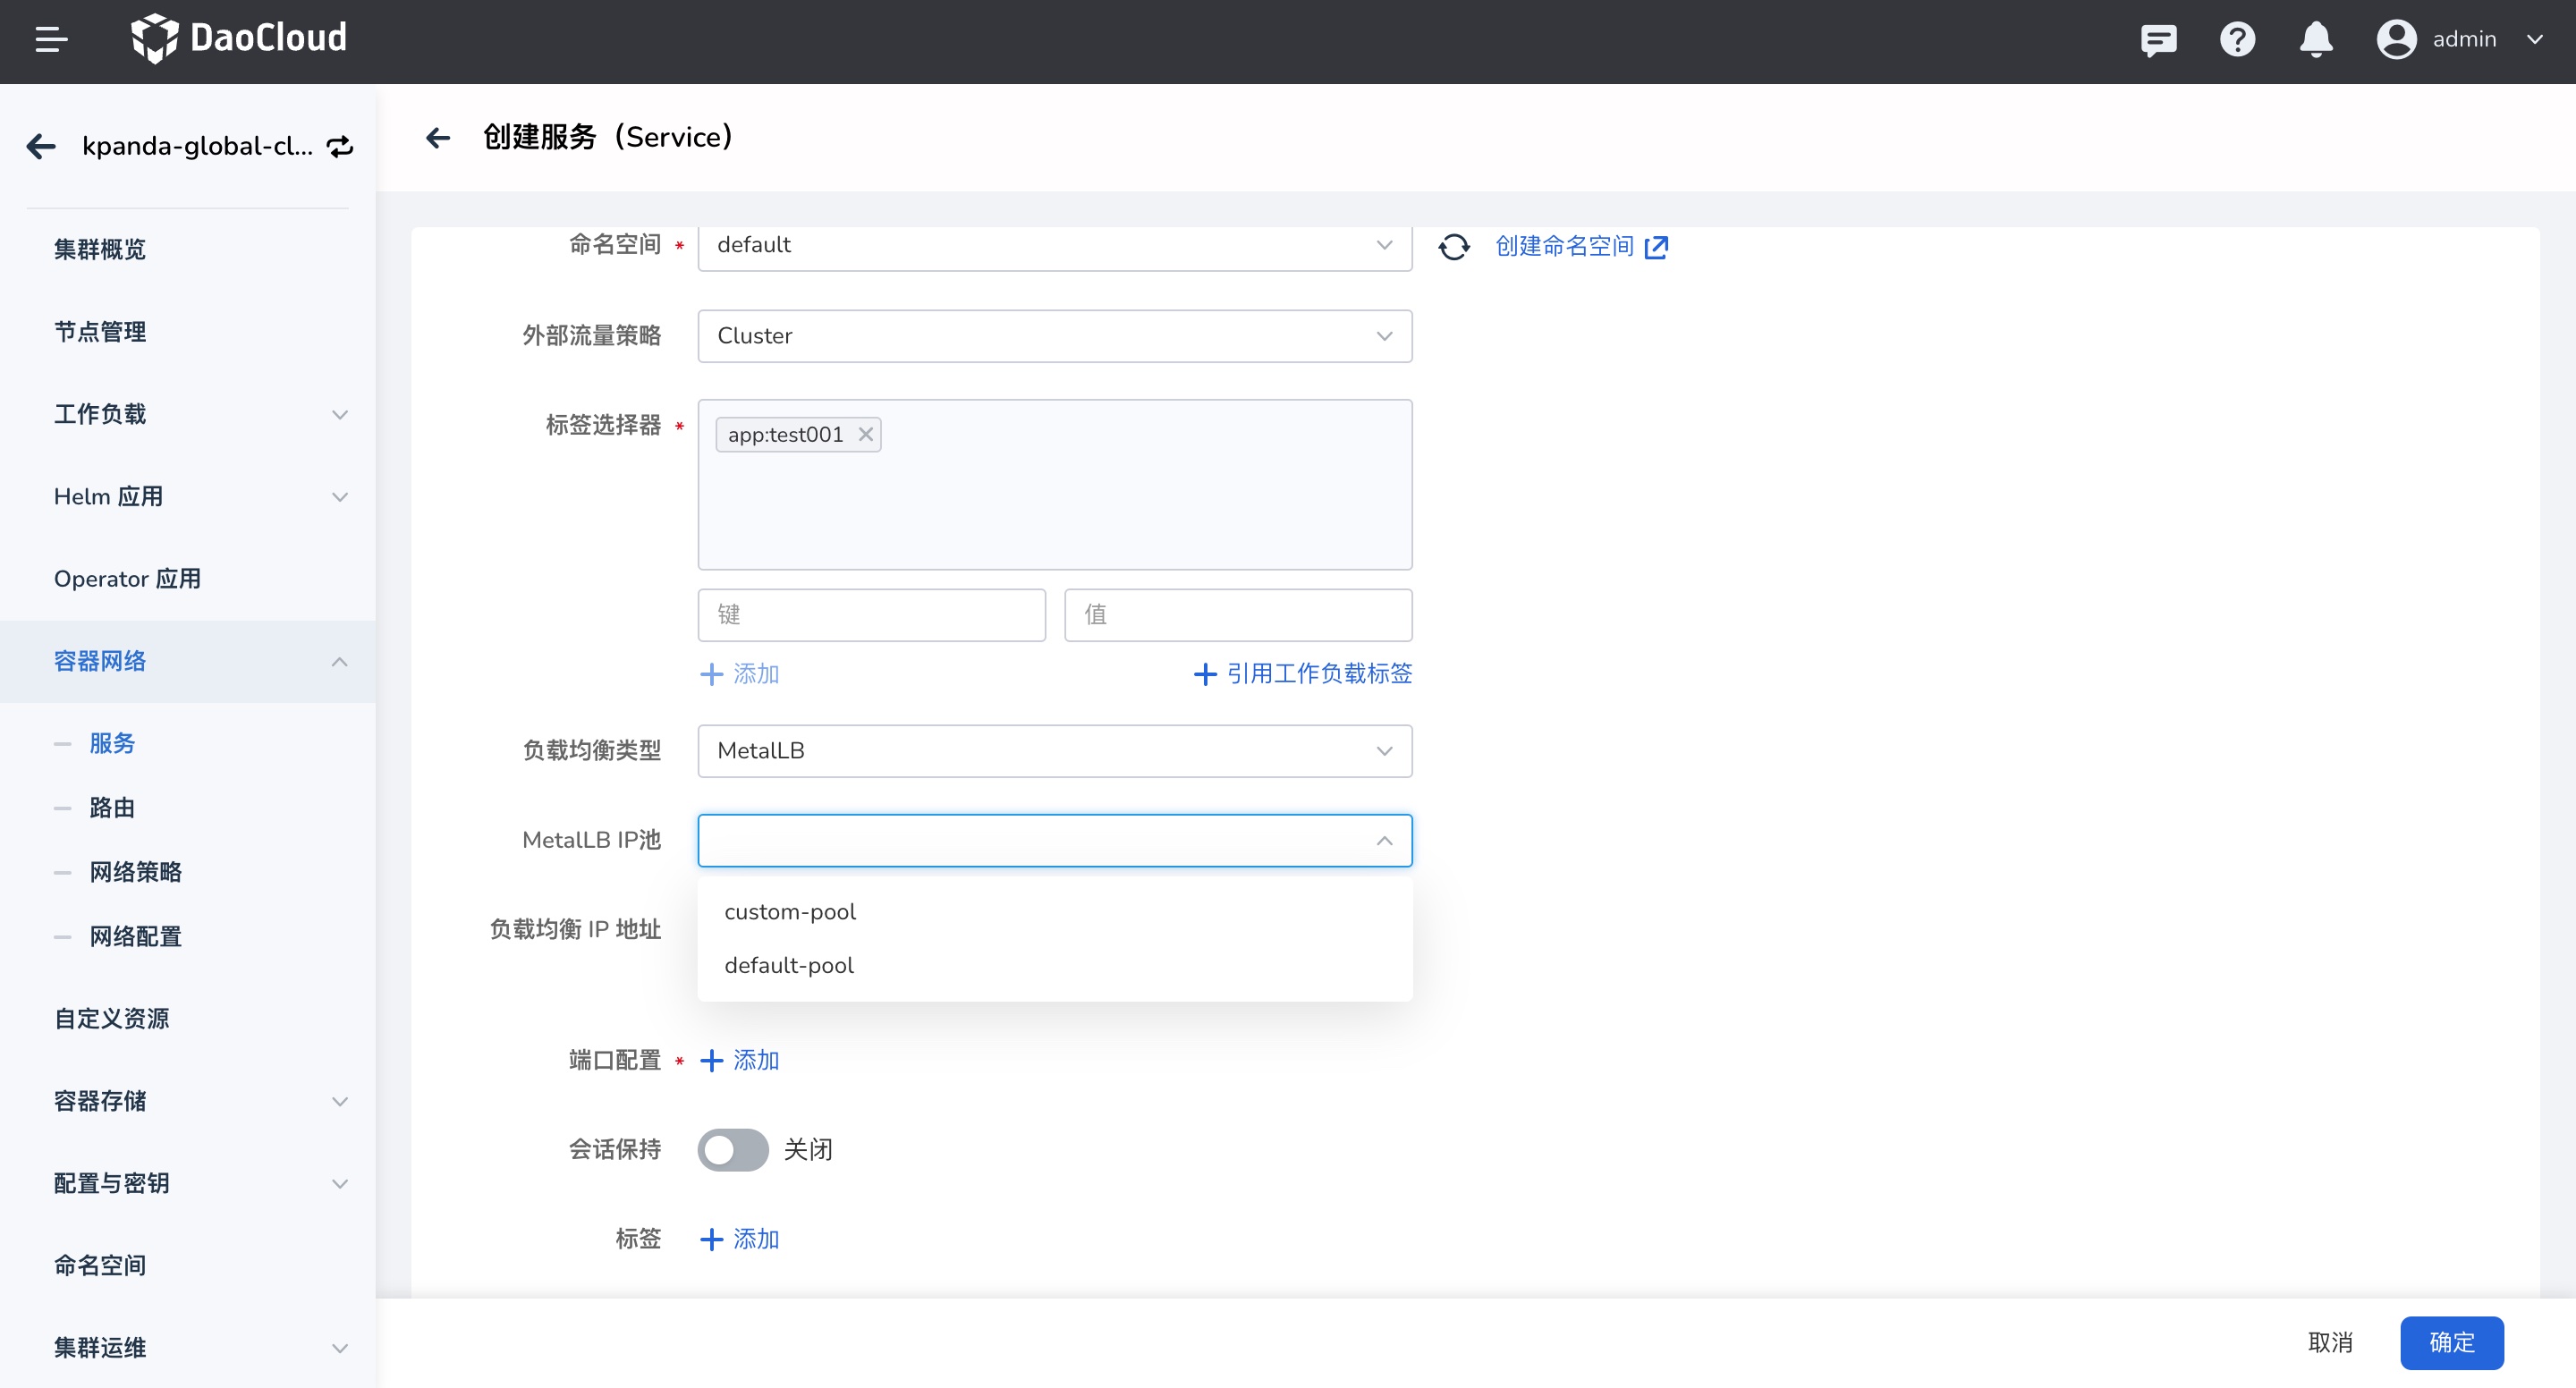 DaoCloud
admin
kpanda-global-cl...
集群概览
节点管理
工作负载
Helm 应用
Operator 应用
容器网络
服务
路由
网络策略
网络配置
自定义资源
容器存储
配置与密钥
命名空间
集群运维
创建服务（Service）
命名空间 * default 创建命名空间
外部流量策略 Cluster
标签选择器 * app:test001
键 值
添加 引用工作负载标签
负载均衡类型 MetalLB
MetalLB IP池
custom-pool
负载均衡 IP 地址
default-pool
端口配置 * 添加
会话保持 关闭
标签 添加
取消 确定